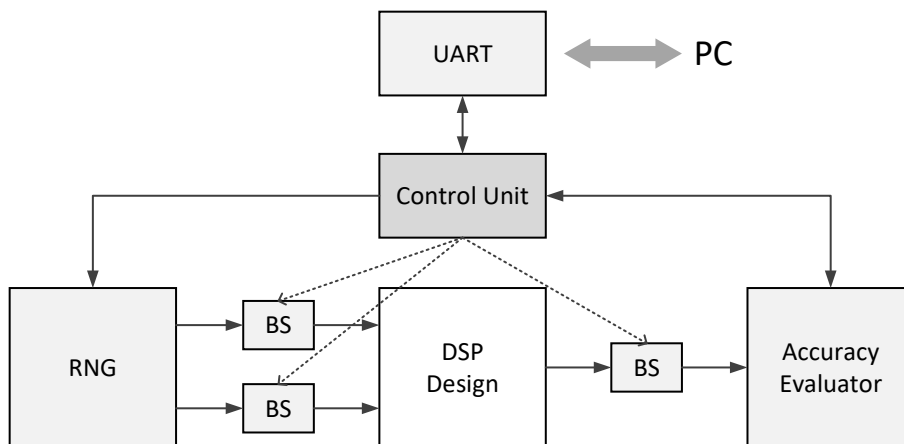 UART
PC
Control Unit
BS
RNG
DSP
Design
BS
Accuracy
Evaluator
BS